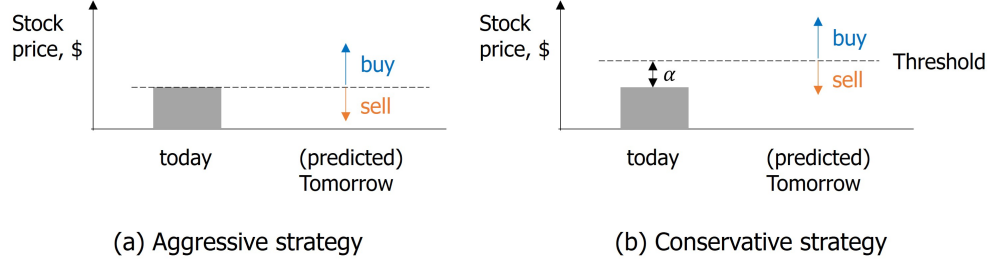 Stock
price, $
buy
sell
today
(predicted)
Tomorrow
(a) Aggressive strategy
Stock
price, $
buy
Threshold
α
sell
today
(predicted)
Tomorrow
(b) Conservative strategy